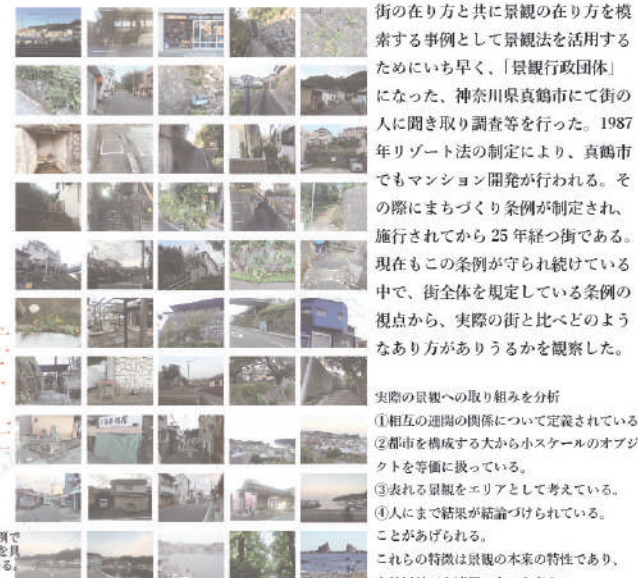 街の在り方と共に景観の在り方を模
索する事例として景観法を活用する
ためにいち早く、「景観行政団体」
になった、神奈川県真鶴市にて街の
人に聞き取り調査等を行った。1987
年リゾート法の制定により、真鶴市
でもマンション開発が行われる。そ
の際にまちづくり条例が制定され、
施行されてから 25 年経つ街である。
現在もこの条例が守られ続けている
中で、街全体を規定している条例の
視点から、実際の街と比べどのよう
なあり方がありうるかを観察した。
実際の景観への取り組みを分析
①相互の連関の関係について定義されている
②都市を構成する大から小スケールのオブジ
ェクトを等価に扱っている。
③表れる景観をエリアとして考えている。
④人にまで結果が結論づけられている。
ことがあげられる。
これらの特徴は景観の本来の特性であり、
例で
を見
る。